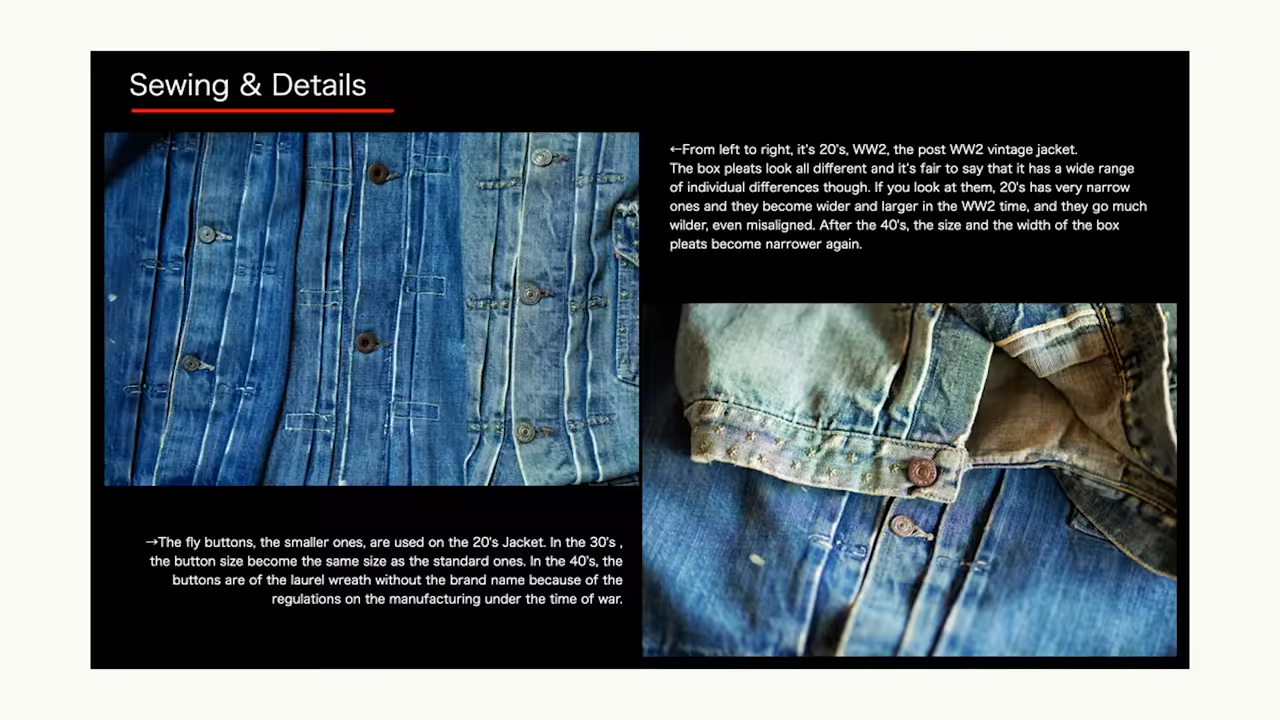 Sewing & Details
←From left to right, it's 20's, WW2, the post WW2 vintage jacket.
The box pleats look all different and it's fair to say that it has a wide range
of individual differences though. If you look at them, 20's has very narrow
ones and they become wider and larger in the WW2 time, and they go much
wilder, even misaligned. After the 40's, the size and the width of the box
pleats become narrower again.
→The fly buttons, the smaller ones, are used on the 20's Jacket. In the 30's ,
the button size become the same size as the standard ones. In the 40's, the
buttons are of the laurel wreath without the brand name because of the
regulations on the manufacturing under the time of war.